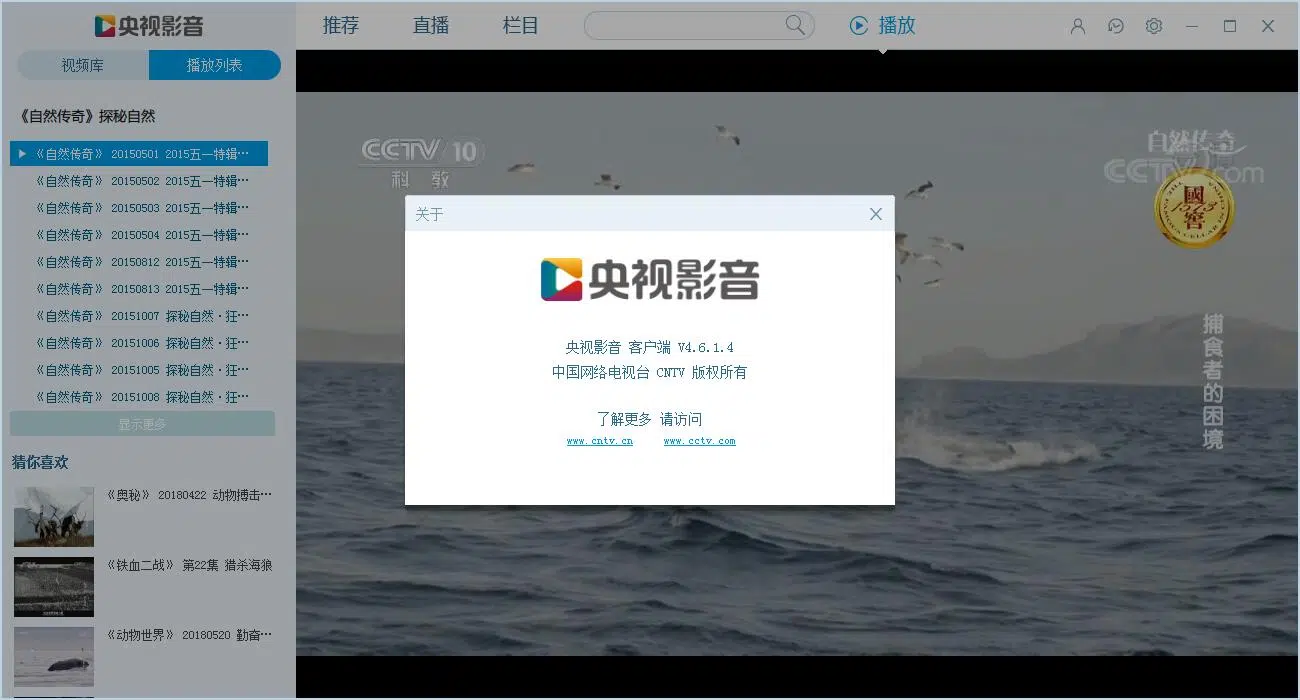 央视影音
推荐
直播
栏目
播放
视频库
播放列表
《自然传奇》探秘自然
《自然传奇》 20150501 2015五一特辑…
《自然传奇》 20150502 2015五一特辑…
《自然传奇》 20150503 2015五一特辑…
《自然传奇》 20150504 2015五一特辑…
《自然传奇》 20150812 2015五一特辑…
《自然传奇》 20150813 2015五一特辑…
《自然传奇》 20151007 探秘自然·狂…
《自然传奇》 20151006 探秘自然·狂…
《自然传奇》 20151005 探秘自然·狂…
《自然传奇》 20151008 探秘自然·狂…
显示更多
猜你喜欢
《奥秘》 20180422 动物搏击…
《铁血二战》 第22集 猎杀海狼
《动物世界》 20180520 勤奋…
CCTV 10
科 教
自然传奇
CCTV.com
國窖
1573
捕食者的困境
关于
央视影音
央视影音 客户端 V4.6.1.4
中国网络电视台 CNTV 版权所有
了解更多 请访问
www.cntv.cn
www.cctv.com